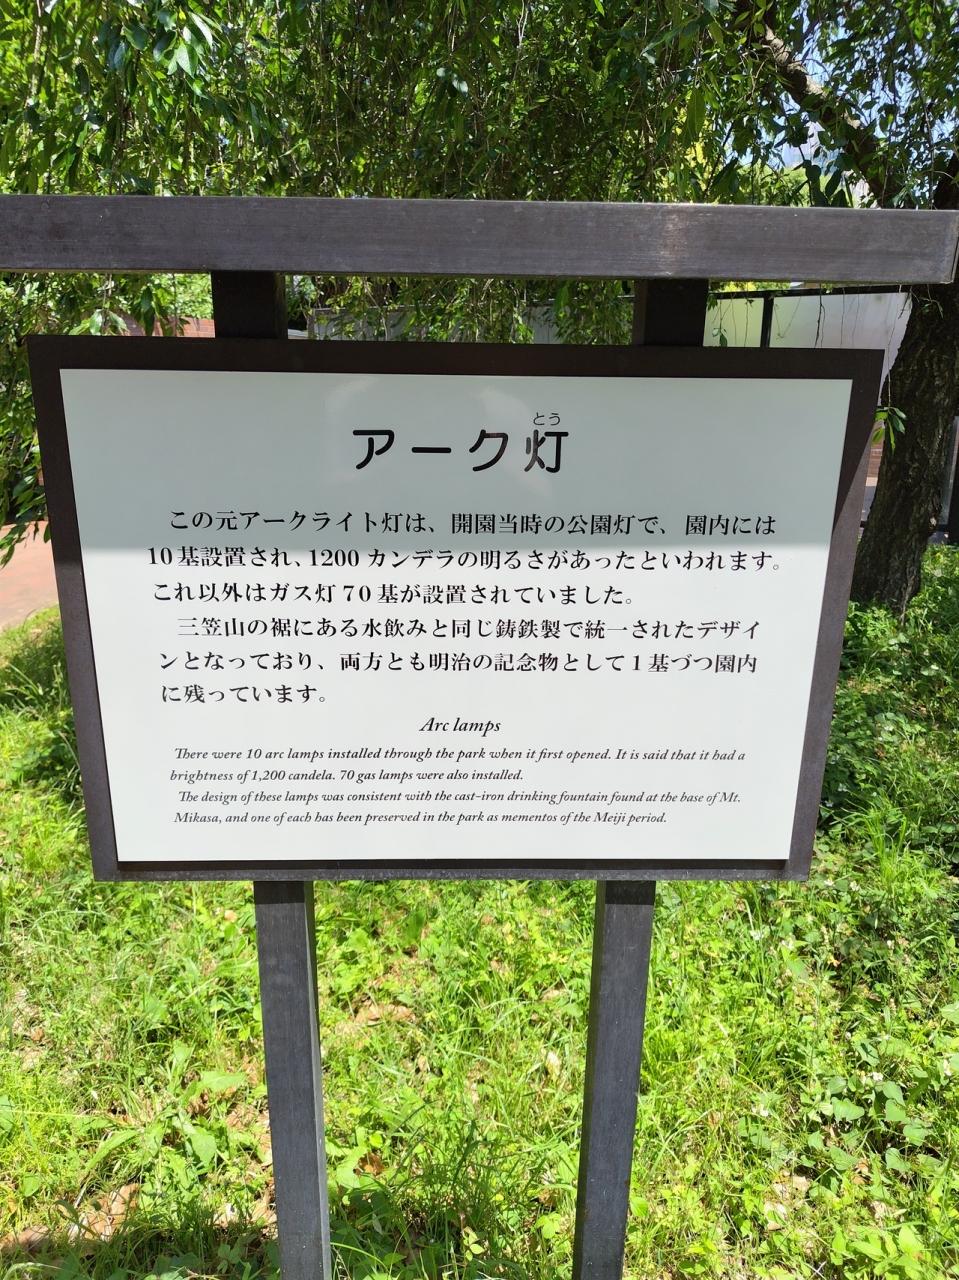 とう
アーク灯
この元アークライト灯は、開園当時の公園灯で、園内には
10基設置され、1200 カンデラの明るさがあったといわれます。
これ以外はガス灯 70 基が設置されていました。
三笠山の裾にある水飲みと同じ鋳鉄製で統一されたデザイ
ンとなっており、両方とも明治の記念物として1基づつ園内
に残っています。
Arc lamps
There were 10 arc lamps installed through the park when it first opened. It is said that it had a
brightness of 1,200 candela. 70 gas lamps were also installed.
The design of these lamps was consistent with the cast-iron drinking fountain found at the base of Mt.
Mikasa, and one of each has been preserved in the park as mementos of the Meiji period.